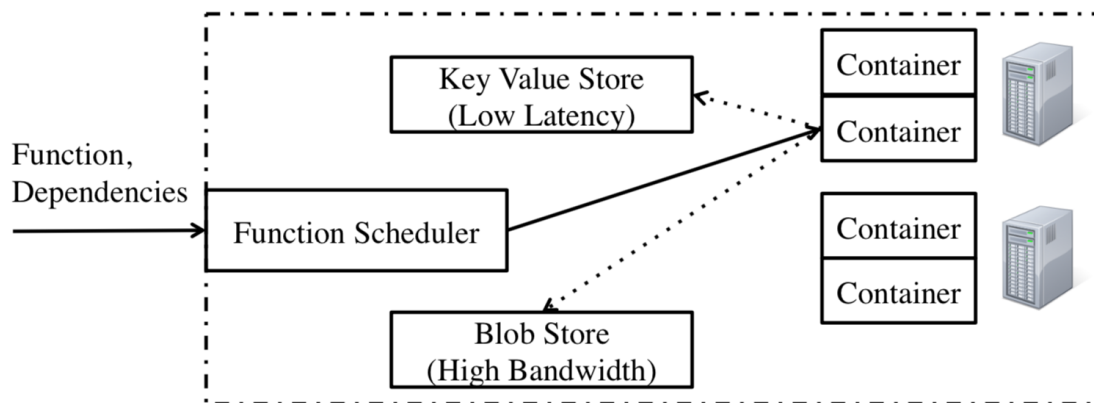 Function,
Dependencies
Function Scheduler
Key Value Store
(Low Latency)
Blob Store
(High Bandwidth)
Container
Container
Container
Container